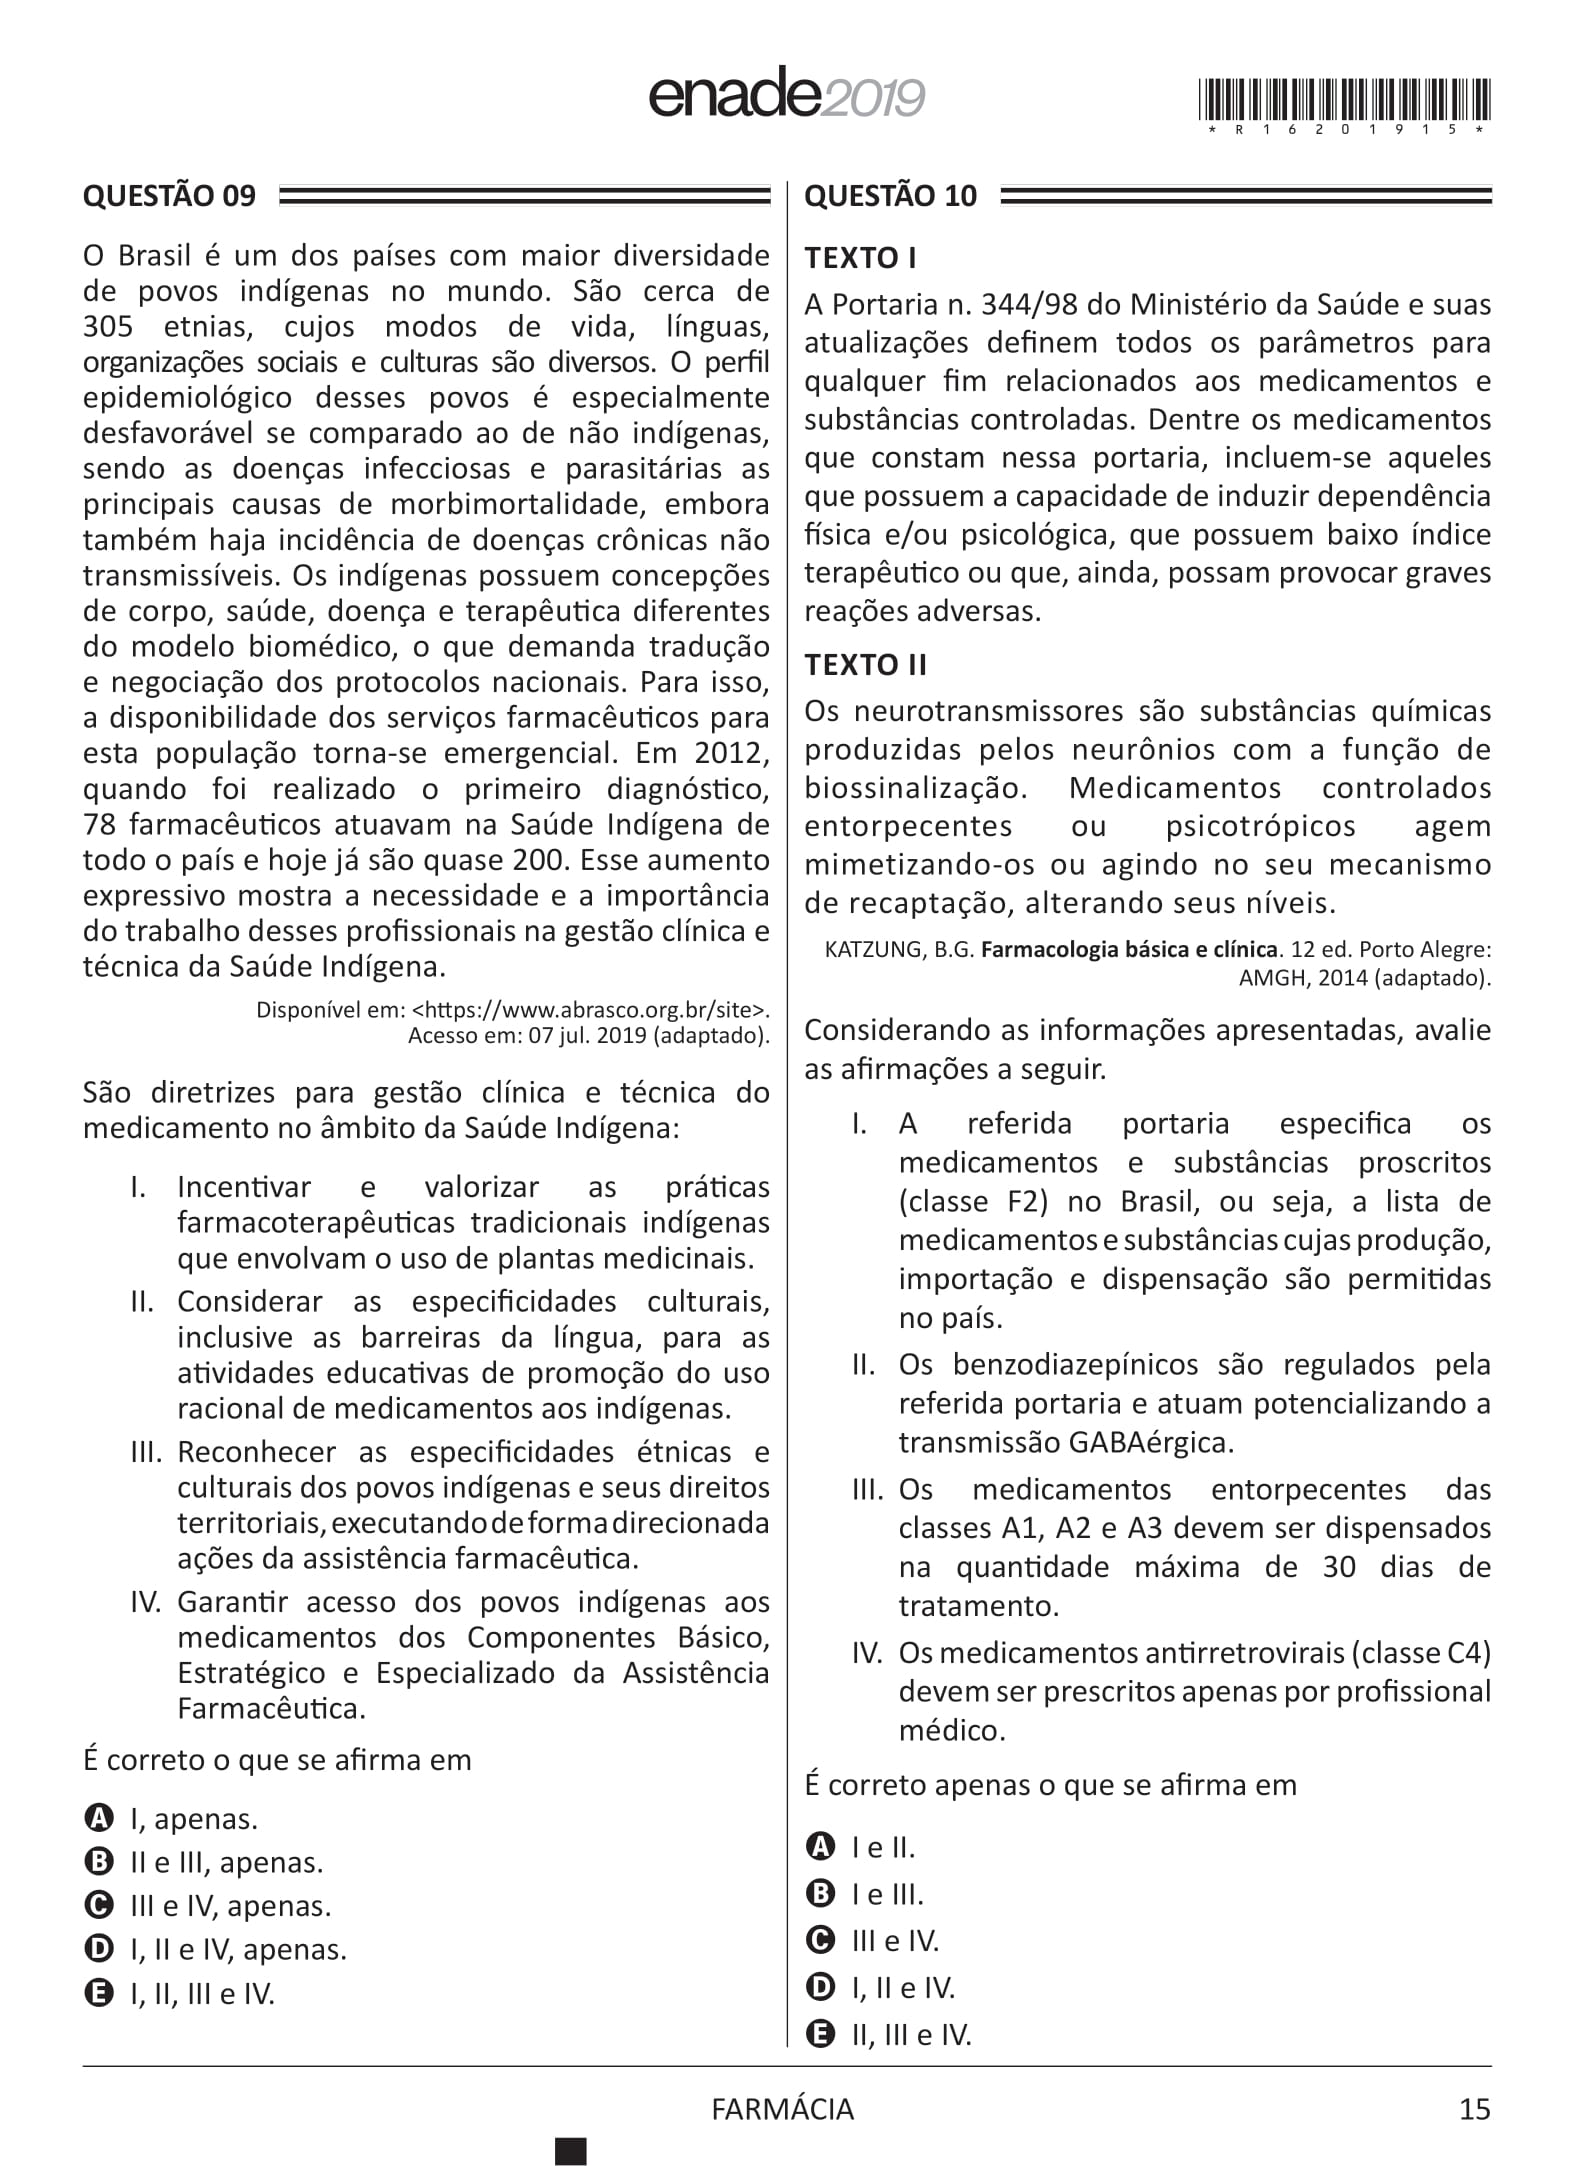 enade2019
*R16201915*
QUESTÃO 09
O Brasil é um dos países com maior diversidade
de povos indígenas no mundo. São cerca de
305 etnias, cujos modos de vida, línguas,
organizações sociais e culturas são diversos. O perfil
epidemiológico desses povos é especialmente
desfavorável se comparado ao de não indígenas,
sendo as doenças infecciosas e parasitárias as
principais causas de morbimortalidade, embora
também haja incidência de doenças crônicas não
transmissíveis. Os indígenas possuem concepções
de corpo, saúde, doença e terapêutica diferentes
do modelo biomédico, o que demanda tradução
e negociação dos protocolos nacionais. Para isso,
a disponibilidade dos serviços farmacêuticos para
esta população torna-se emergencial. Em 2012,
quando foi realizado o primeiro diagnóstico,
78 farmacêuticos atuavam na Saúde Indígena de
todo o país e hoje já são quase 200. Esse aumento
expressivo mostra a necessidade e a importância
do trabalho desses profissionais na gestão clínica e
técnica da Saúde Indígena.
Disponível em: <https://www.abrasco.org.br/site>.
Acesso em: 07 jul. 2019 (adaptado).
São diretrizes para gestão clínica e técnica do
medicamento no âmbito da Saúde Indígena:
I. Incentivar e valorizar as práticas
farmacoterapêuticas tradicionais indígenas
que envolvam o uso de plantas medicinais.
II. Considerar as especificidades culturais,
inclusive as barreiras da língua, para as
atividades educativas de promoção do uso
racional de medicamentos aos indígenas.
III. Reconhecer as especificidades étnicas e
culturais dos povos indígenas e seus direitos
territoriais, executando de forma direcionada
ações da assistência farmacêutica.
IV. Garantir acesso dos povos indígenas aos
medicamentos dos Componentes Básico,
Estratégico e Especializado da Assistência
Farmacêutica.
É correto o que se afirma em
A I, apenas.
B II e III, apenas.
C III e IV, apenas.
D I, II e IV, apenas.
E I, II, III e IV.
QUESTÃO 10
TEXTO I
A Portaria n. 344/98 do Ministério da Saúde e suas
atualizações definem todos os parâmetros para
qualquer fim relacionados aos medicamentos e
substâncias controladas. Dentre os medicamentos
que constam nessa portaria, incluem-se aqueles
que possuem a capacidade de induzir dependência
física e/ou psicológica, que possuem baixo índice
terapêutico ou que, ainda, possam provocar graves
reações adversas.
TEXTO II
Os neurotransmissores são substâncias químicas
produzidas pelos neurônios com a função de
biossinalização. Medicamentos controlados
entorpecentes ou psicotrópicos agem
mimetizando-os ou agindo no seu mecanismo
de recaptação, alterando seus níveis.
KATZUNG, B.G. Farmacologia básica e clínica. 12 ed. Porto Alegre:
AMGH, 2014 (adaptado).
Considerando as informações apresentadas, avalie
as afirmações a seguir.
I. A referida portaria especifica os
medicamentos e substâncias proscritos
(classe F2) no Brasil, ou seja, a lista de
medicamentos e substâncias cujas produção,
importação e dispensação são permitidas
no país.
II. Os benzodiazepínicos são regulados pela
referida portaria e atuam potencializando a
transmissão GABAérgica.
III. Os medicamentos entorpecentes das
classes A1, A2 e A3 devem ser dispensados
na quantidade máxima de 30 dias de
tratamento.
IV. Os medicamentos antirretrovirais (classe C4)
devem ser prescritos apenas por profissional
médico.
É correto apenas o que se afirma em
A I e II.
B I e III.
C III e IV.
D I, II e IV.
E II, III e IV.
FARMÁCIA
15